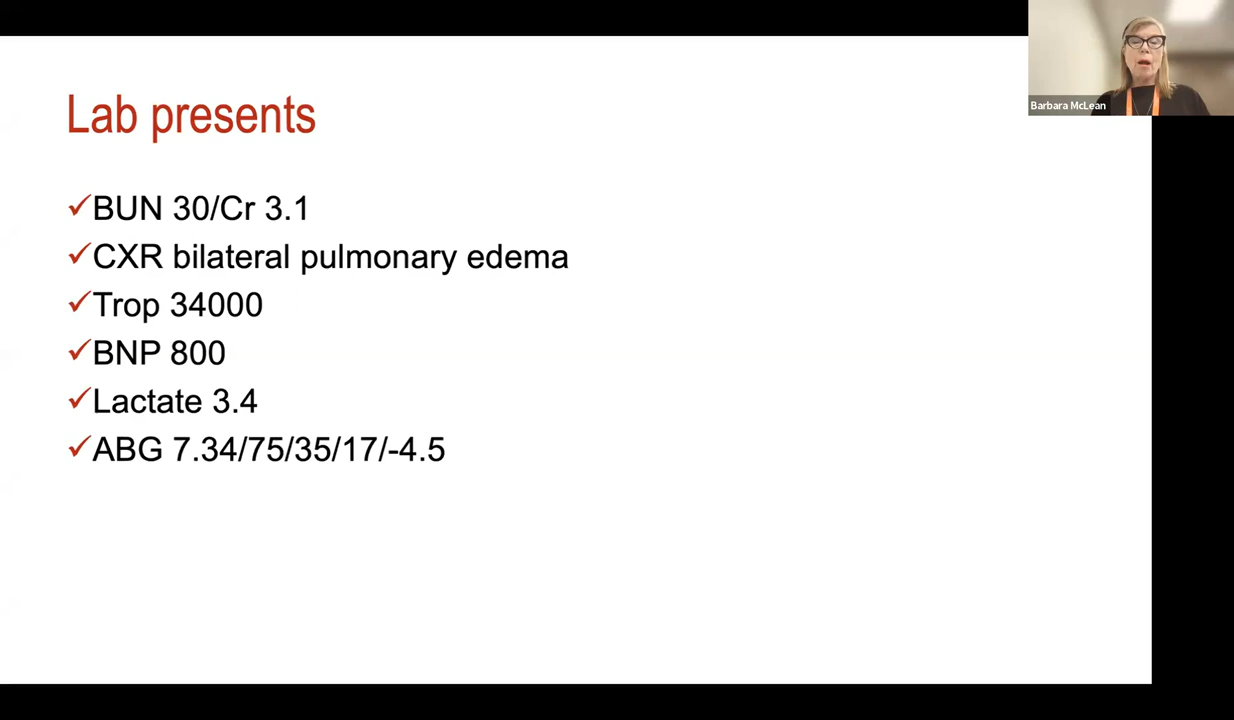 Barbara McLean
Lab presents
✓BUN 30/Cr 3.1
✓CXR bilateral pulmonary edema
✓Trop 34000
✓BNP 800
✓Lactate 3.4
✓ABG 7.34/75/35/17/-4.5